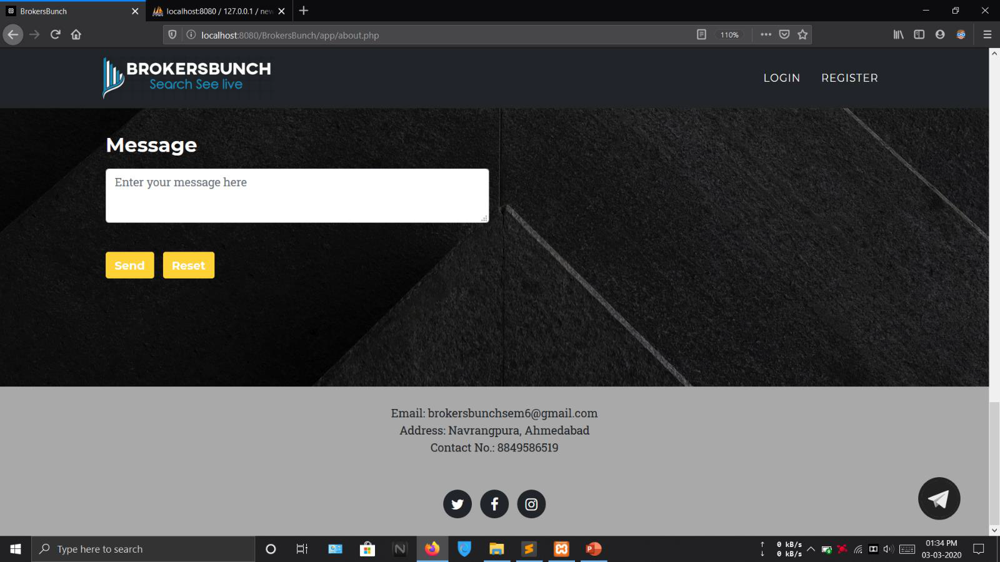 BrokersBunch
localhost:8080 / 127.0.0.1 / new
localhost:8080/BrokersBunch/app/about.php
110%
BROKERSBUNCH
Search See live
LOGIN
REGISTER
Message
Enter your message here
Send
Reset
Email: brokersbunchsem6@gmail.com
Address: Navrangpura, Ahmedabad
Contact No.: 8849586519
Type here to search
0 kB/s
0 kB/s
01:34 PM
03-03-2020